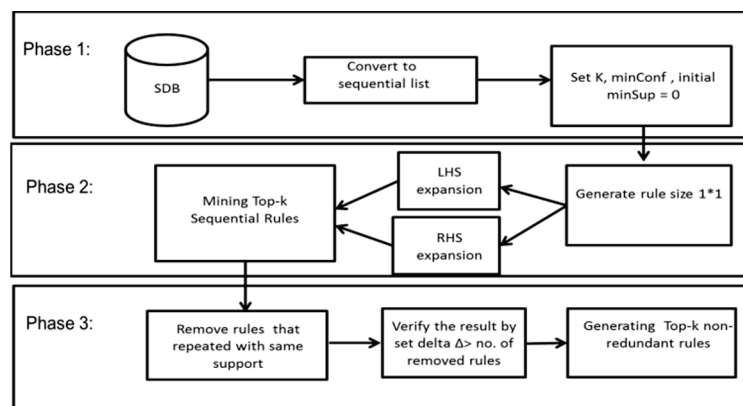 Phase 1:
SDB
Convert to
sequential list
Set K, minConf , initial
minSup = 0
Phase 2:
Mining Top-k
Sequential Rules
LHS
expansion
RHS
expansion
Generate rule size 1*1
Phase 3:
Remove rules that
repeated with same
support
Verify the result by
set delta Δ> no. of
removed rules
Generating Top-k non-
redundant rules